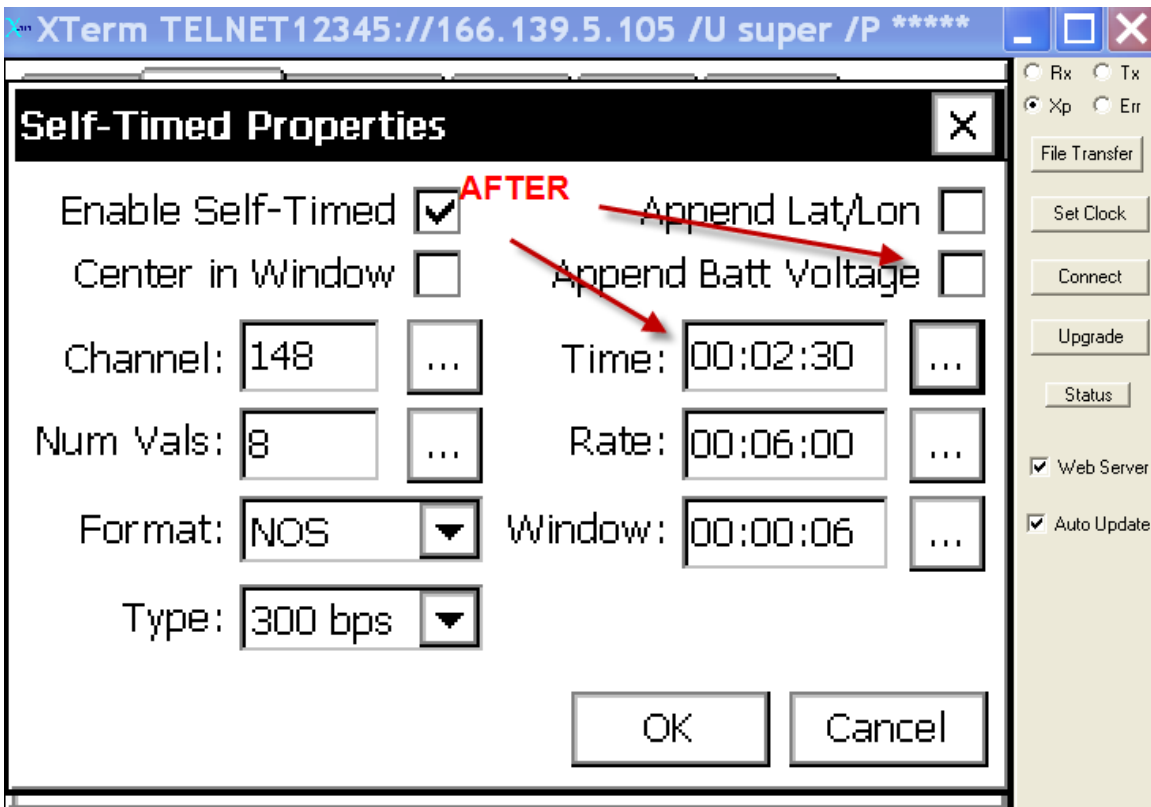 XTerm TELNET12345://166.139.5.105 /U super /P *****
Rx Tx
Xp Err
File Transfer
Set Clock
Connect
Upgrade
Status
Web Server
Auto Update
Self-Timed Properties
AFTER
Enable Self-Timed Append Lat/Lon
Center in Window Append Batt Voltage
Channel: 148 ... Time: 00:02:30 ...
Num Vals: 8 ... Rate: 00:06:00 ...
Format: NOS Window: 00:00:06 ...
Type: 300 bps
OK Cancel